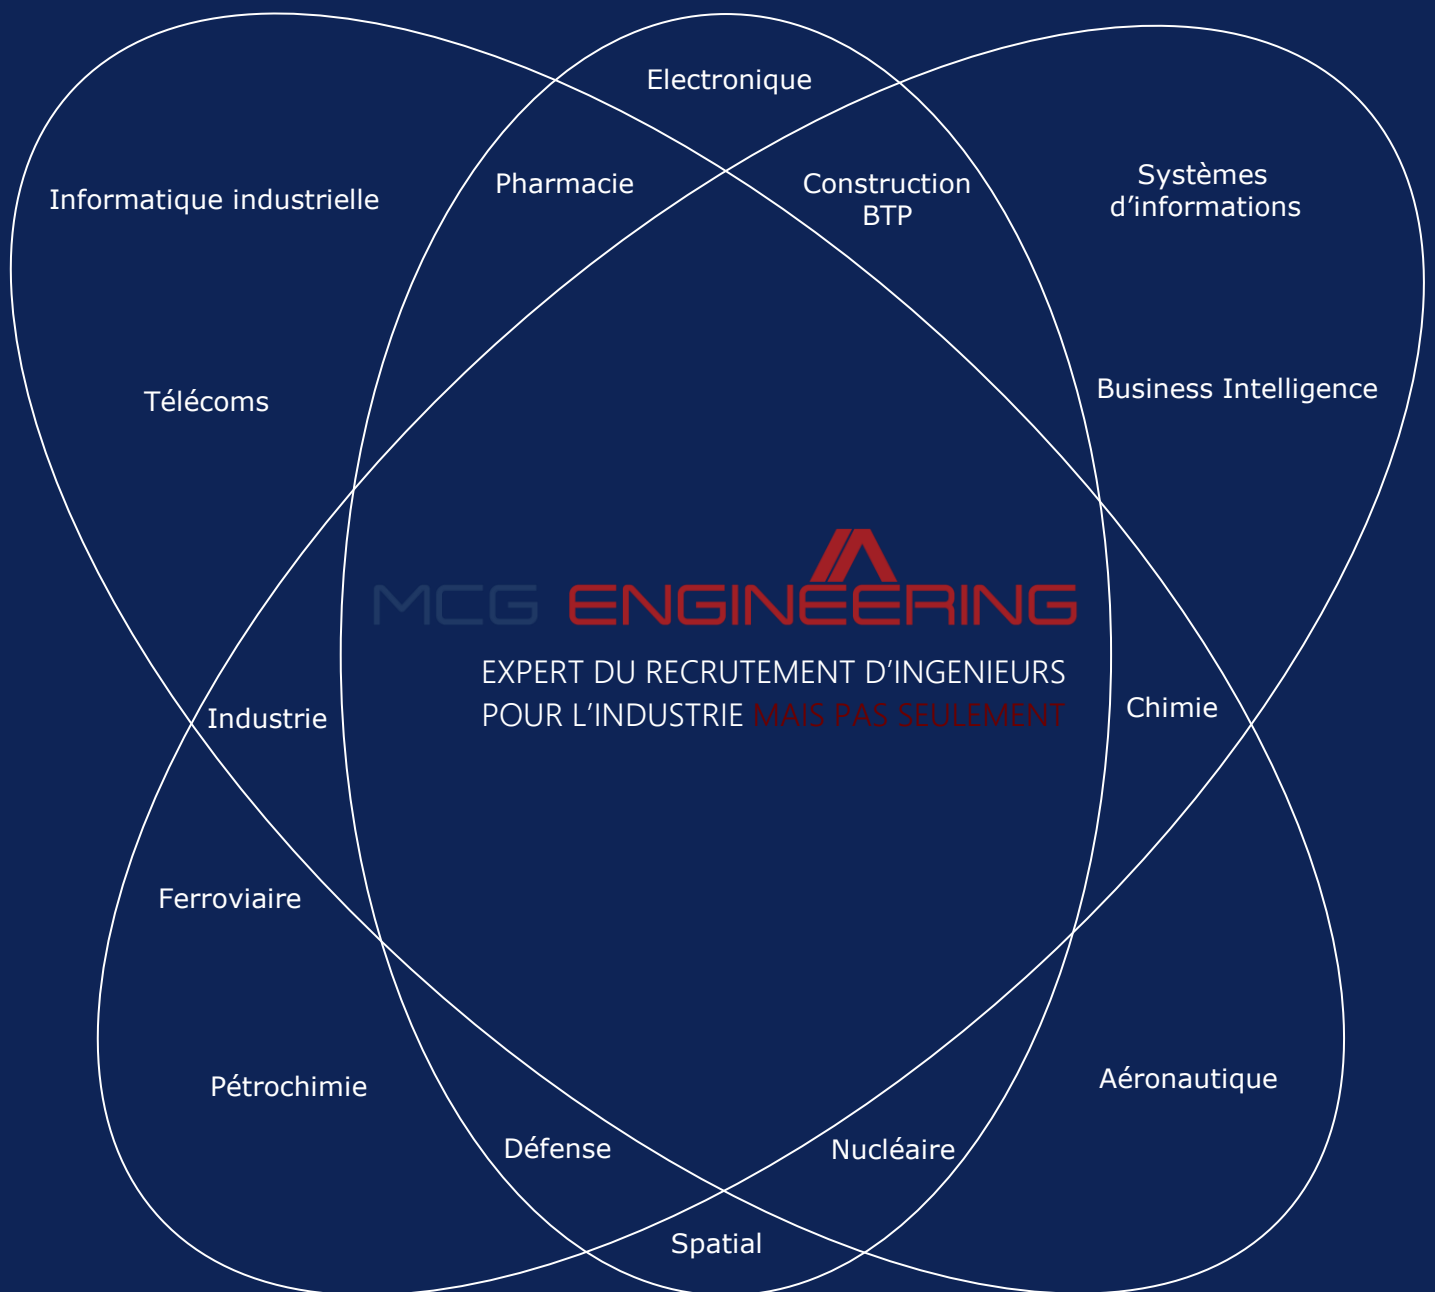 Electronique
Pharmacie
Construction
BTP
Systèmes
d’informations
Informatique industrielle
Télécoms
Business Intelligence
MCG ENGINEERING
EXPERT DU RECRUTEMENT D’INGENIEURS
POUR L’INDUSTRIE MAIS PAS SEULEMENT
Industrie
Chimie
Ferroviaire
Pétrochimie
Aéronautique
Défense
Nucléaire
Spatial